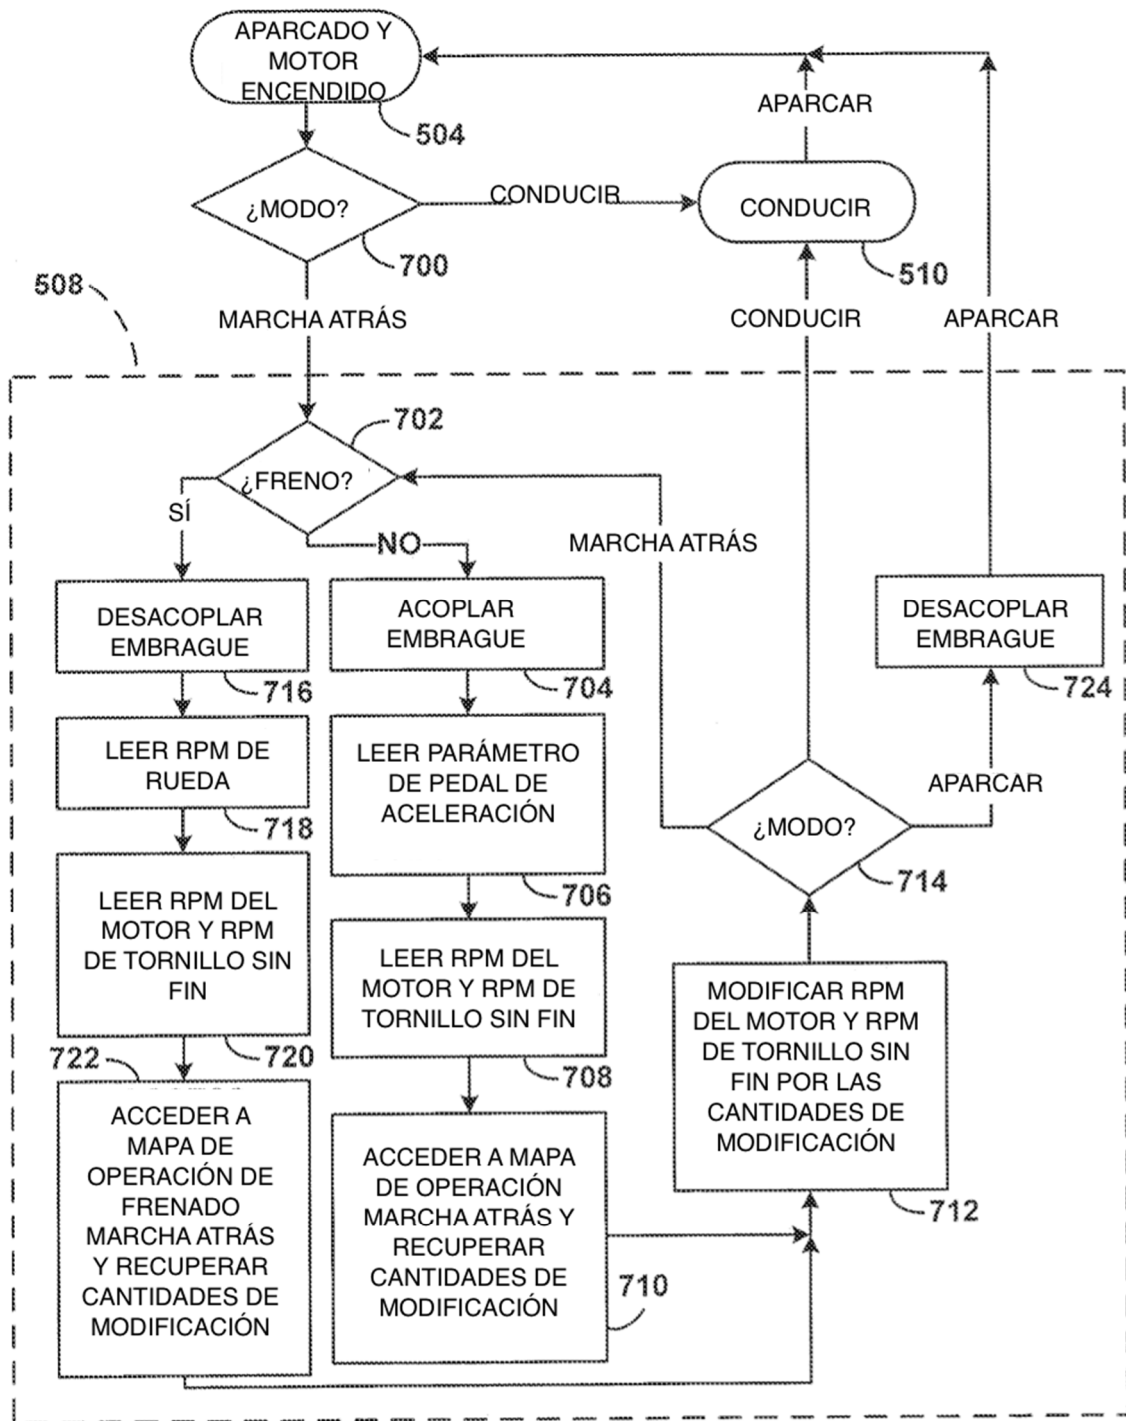 APARCADO Y
MOTOR
ENCENDIDO
504
APARCAR
¿MODO?
CONDUCIR
CONDUCIR
700
510
508
MARCHA ATRÁS
CONDUCIR
APARCAR
702
¿FRENO?
SÍ
NO
MARCHA ATRÁS
DESACOPLAR
EMBRAGUE
716
ACOPLAR
EMBRAGUE
704
DESACOPLAR
EMBRAGUE
724
LEER RPM DE
RUEDA
718
LEER PARÁMETRO
DE PEDAL DE
ACELERACIÓN
706
¿MODO?
APARCAR
714
LEER RPM DEL
MOTOR Y RPM
DE TORNILLO SIN
FIN
720
LEER RPM DEL
MOTOR Y RPM DE
TORNILLO SIN FIN
708
MODIFICAR RPM
DEL MOTOR Y RPM
DE TORNILLO SIN
FIN POR LAS
CANTIDADES DE
MODIFICACIÓN
712
722
ACCEDER A
MAPA DE
OPERACIÓN DE
FRENADO
MARCHA ATRÁS
Y RECUPERAR
CANTIDADES DE
MODIFICACIÓN
ACCEDER A MAPA
DE OPERACIÓN
MARCHA ATRÁS Y
RECUPERAR
CANTIDADES DE
MODIFICACIÓN
710